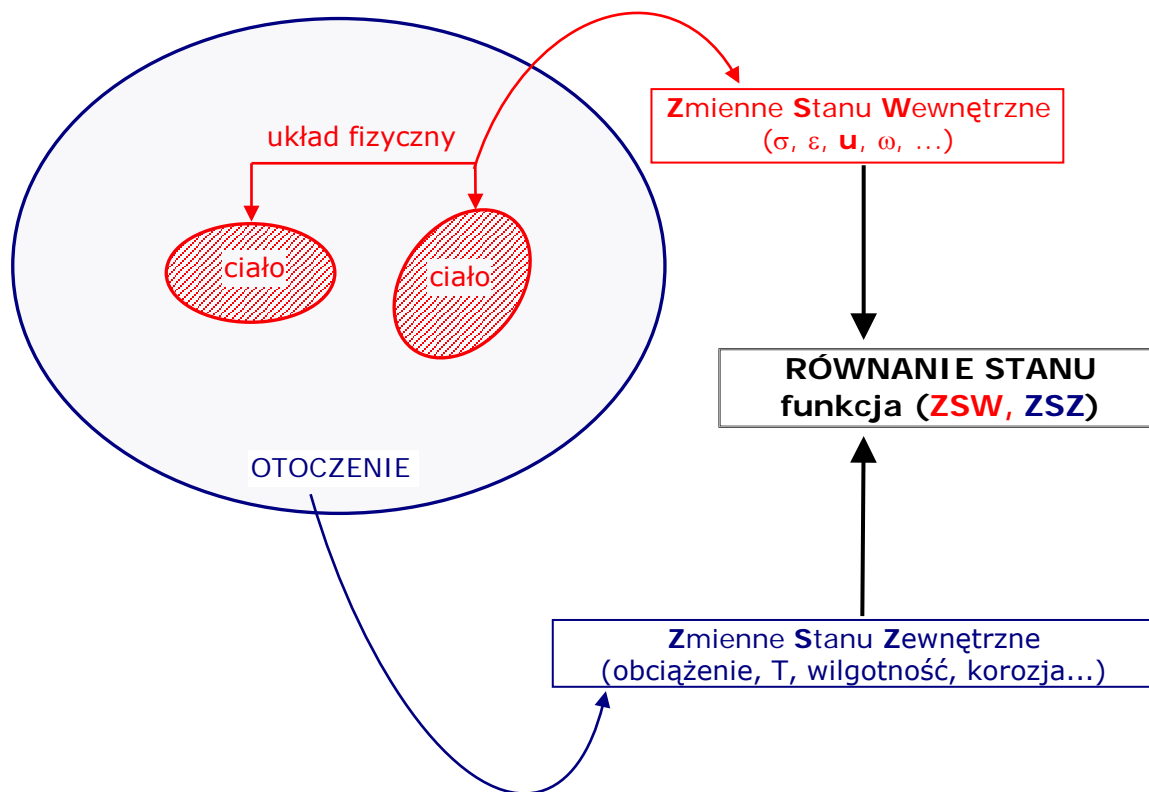 układ fizyczny
ciało
ciało
OTOCZENIE
Zmienne Stanu Wewnętrzne
(σ, ε, u, ω, ...)
RÓWNANIE STANU
funkcja (ZSW, ZSZ)
Zmienne Stanu Zewnętrzne
(obciążenie, T, wilgotność, korozja...)